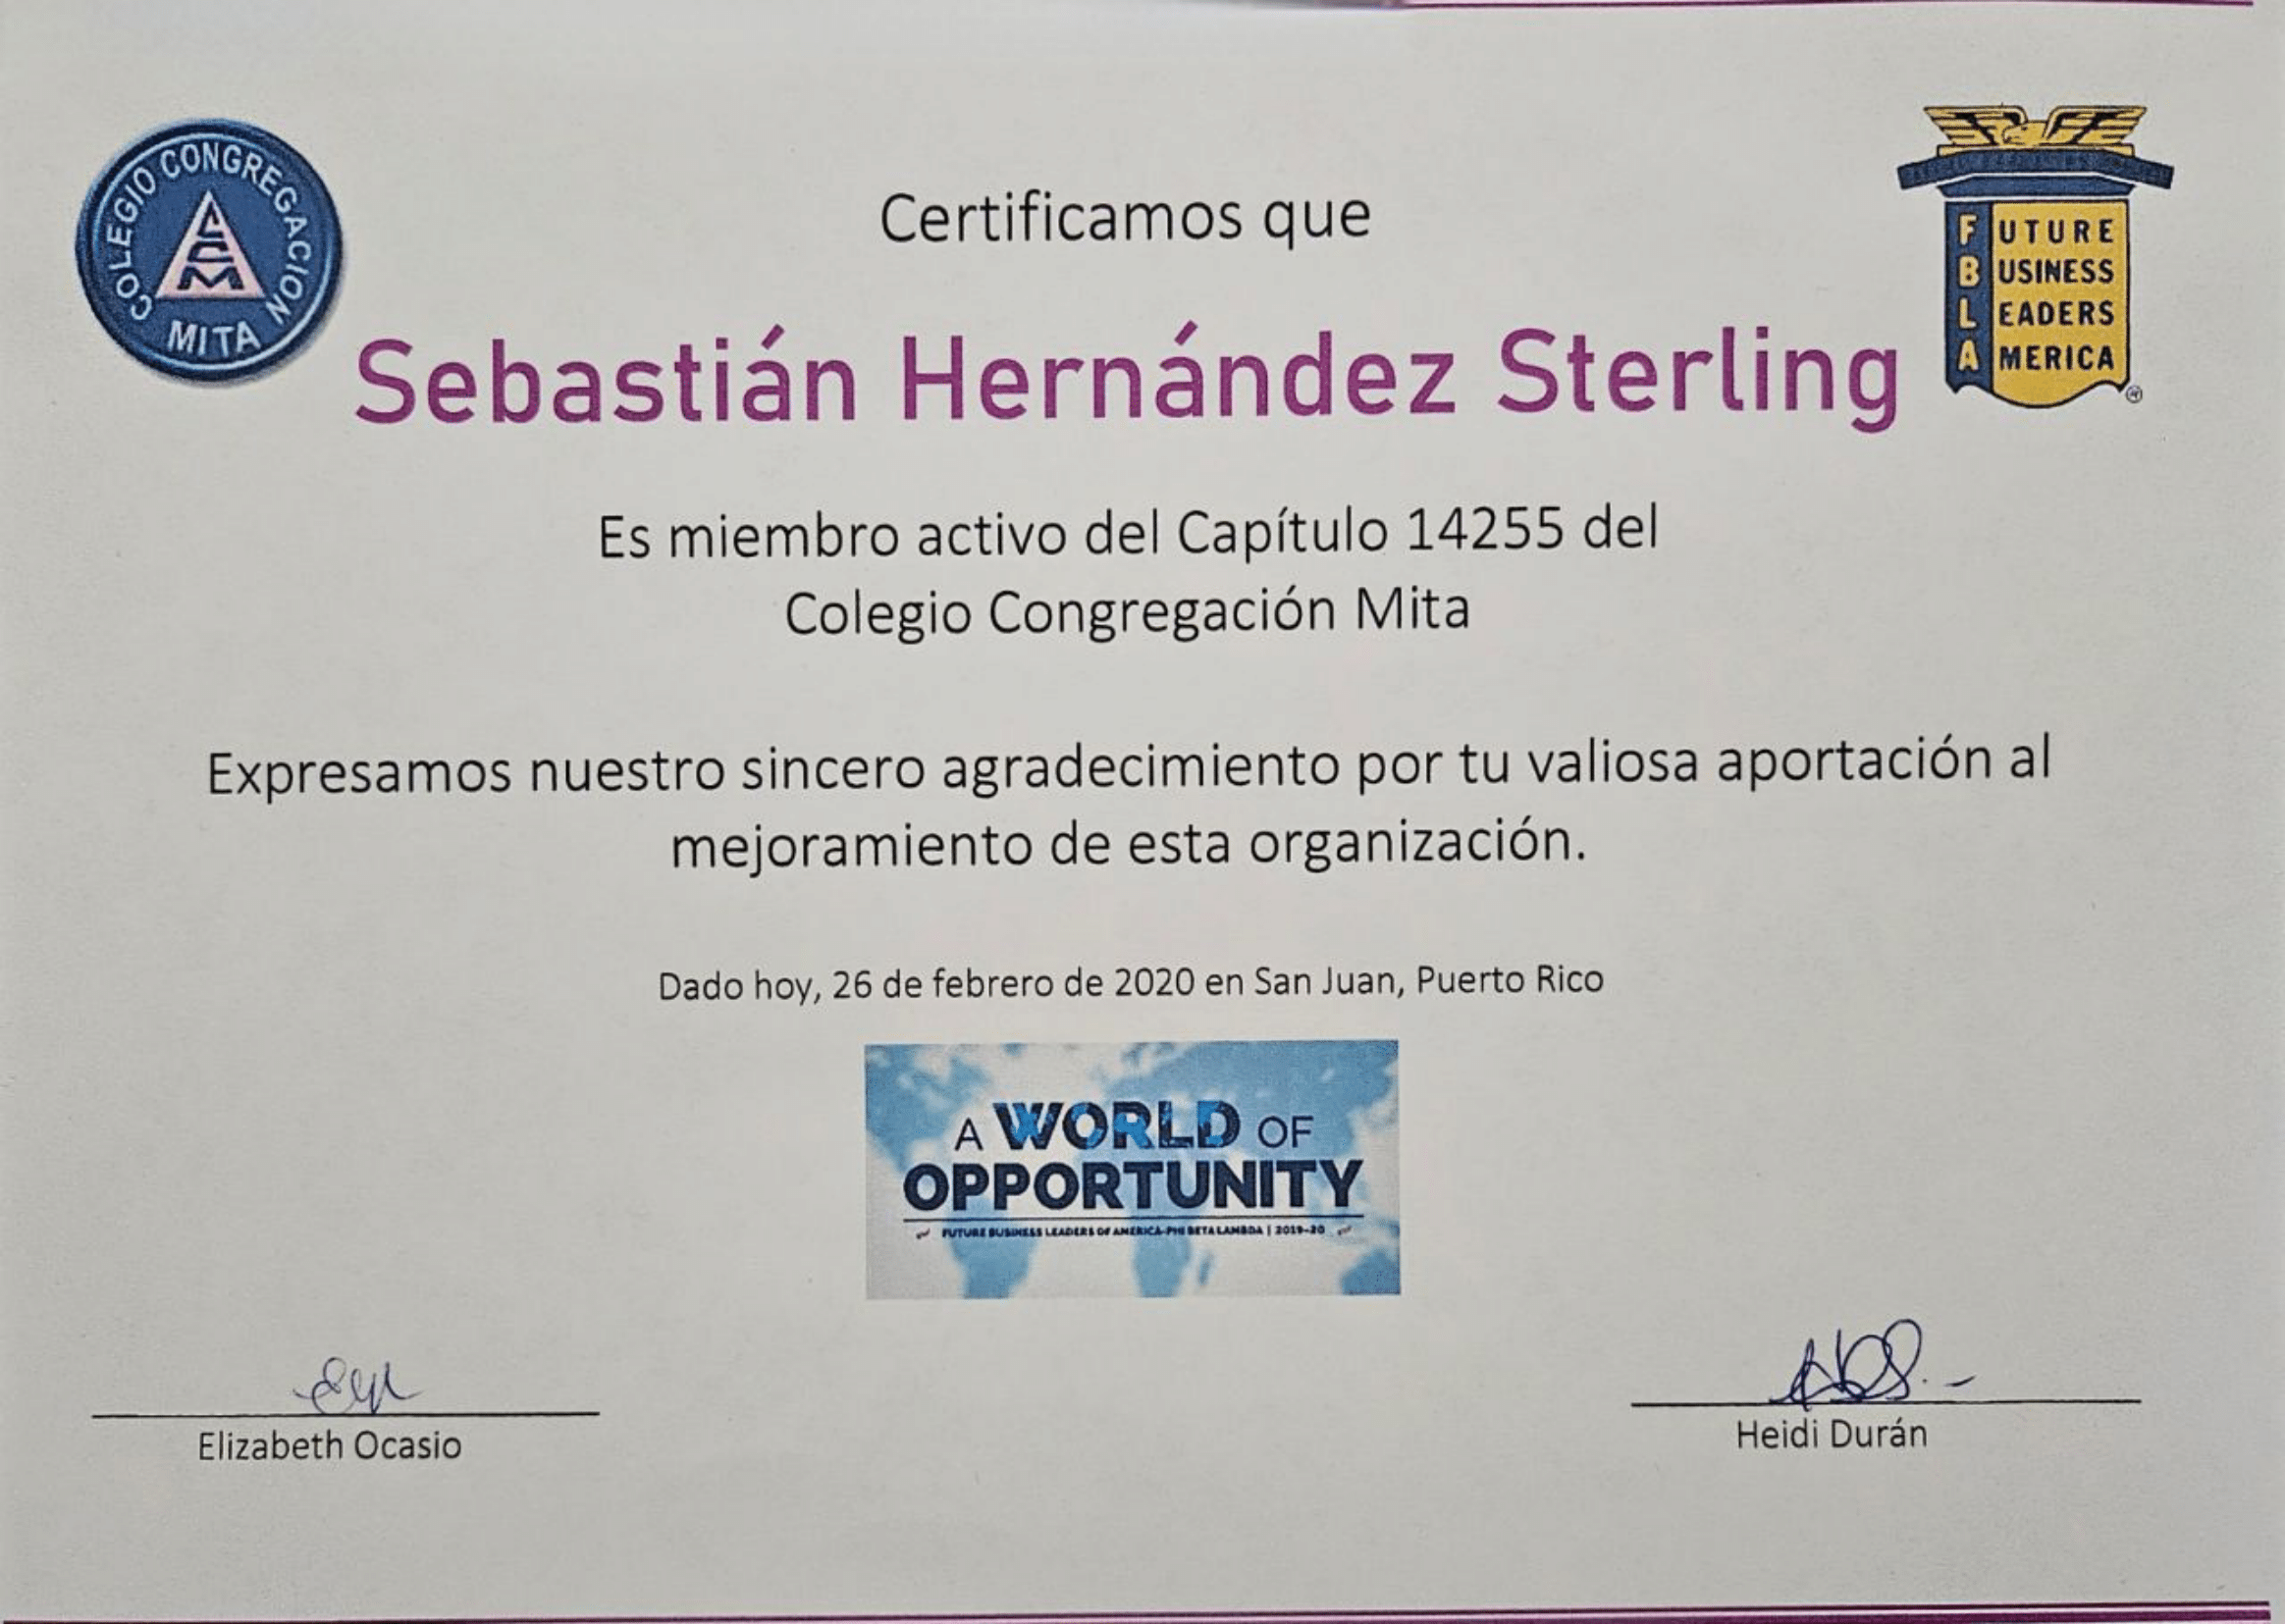 COLEGIO CONGREGACION MITA
ACM
FUTURE
BUSINESS
LEADERS
AMERICA
Certificamos que
Sebastián Hernández Sterling
Es miembro activo del Capítulo 14255 del
Colegio Congregación Mita
Expresamos nuestro sincero agradecimiento por tu valiosa aportación al
mejoramiento de esta organización.
Dado hoy, 26 de febrero de 2020 en San Juan, Puerto Rico
A WORLD OF
OPPORTUNITY
FUTURE BUSINESS LEADERS OF AMERICA-PHI BETA LAMBDA | 2019-20
Elizabeth Ocasio
Heidi Durán